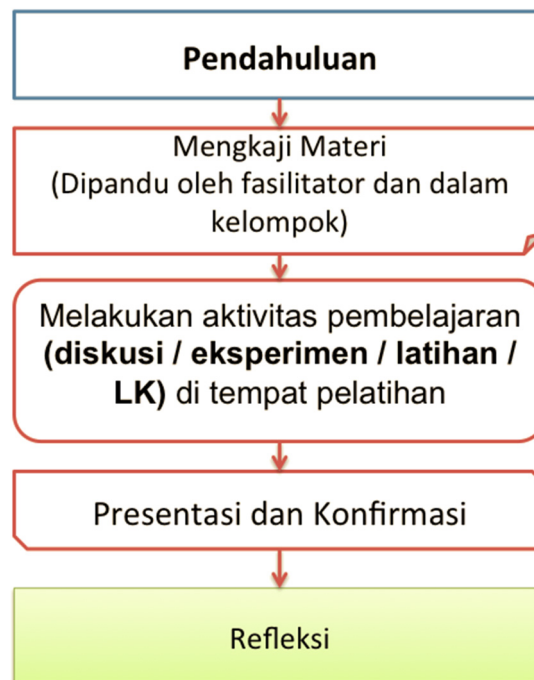 Pendahuluan
Mengkaji Materi
(Dipandu oleh fasilitator dan dalam
kelompok)
Melakukan aktivitas pembelajaran
(diskusi / eksperimen / latihan /
LK) di tempat pelatihan
Presentasi dan Konfirmasi
Refleksi